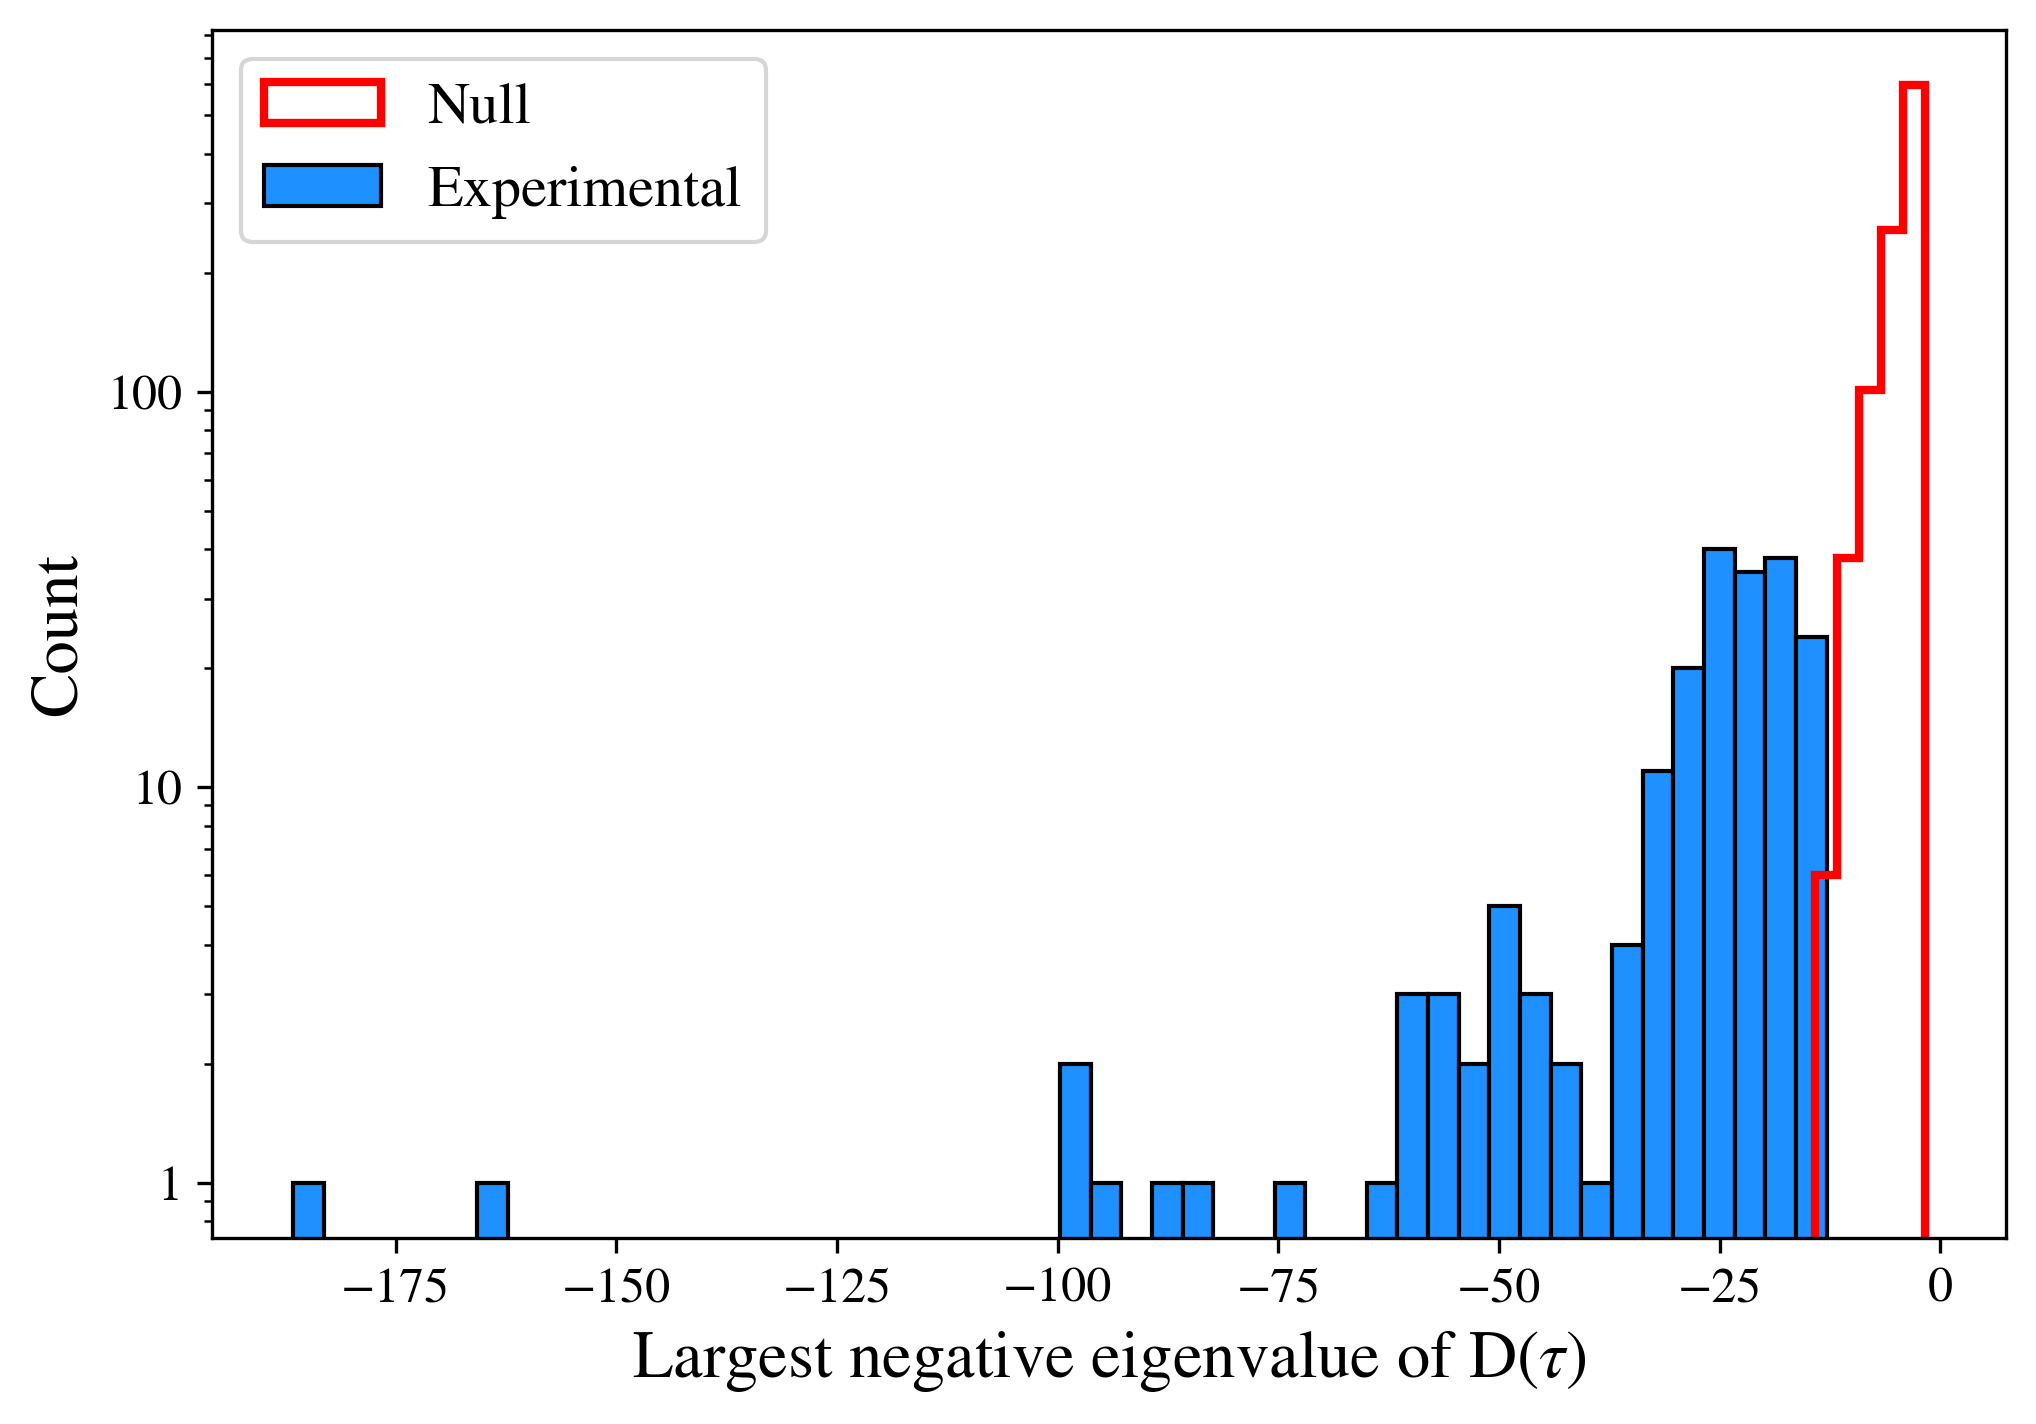 Null
Experimental
100
10
1
Count
−175 −150 −125 −100 −75 −50 −25 0
Largest negative eigenvalue of D(τ)